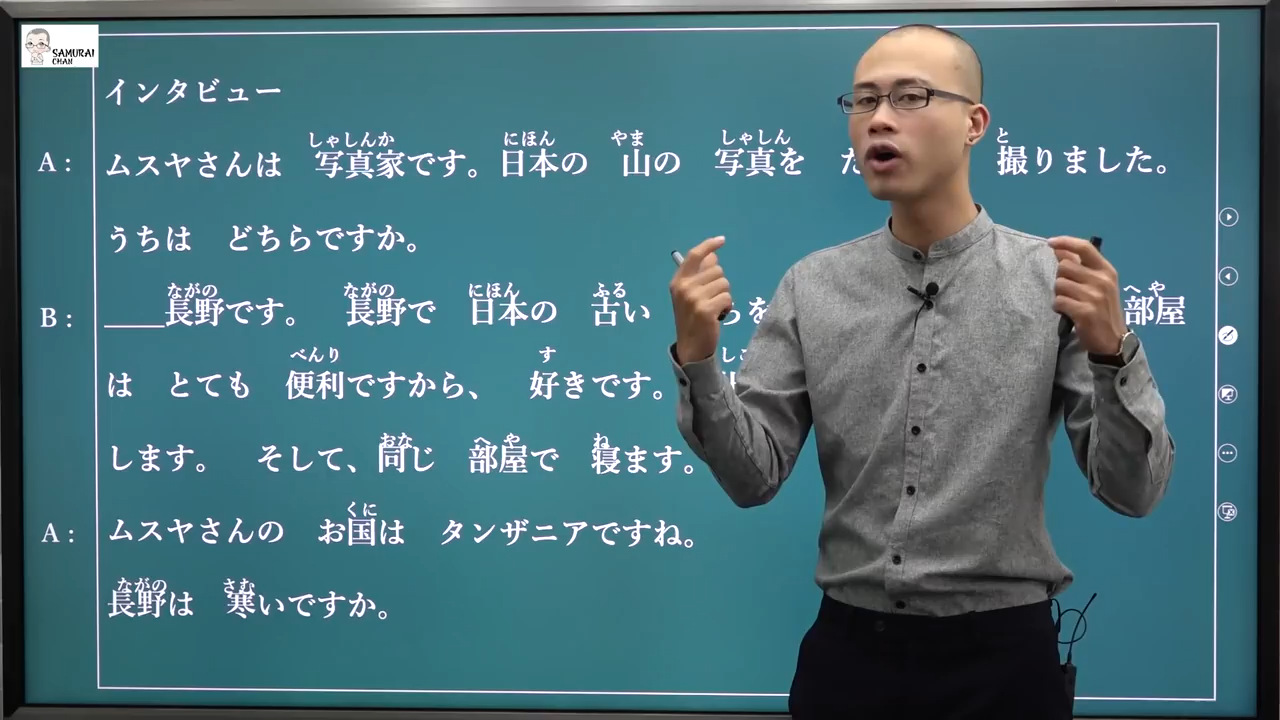 SAMURAI
CHAN
インタビュー
しゃしんか にほん やま しゃしん と
A： ムスヤさんは 写真家です。日本の 山の 写真を た 撮りました。
うちは どちらですか。
ながの ながの にほん ふる へ や
B： ＿＿長野です。 長野で 日本の 古い ちを 部屋
べんり す
は とても 便利ですから、 好きです。
おな へ や ね
します。 そして、同じ 部屋で 寝ます。
くに
A： ムスヤさんの お国は タンザニアですね。
ながの さむ
長野は 寒いですか。